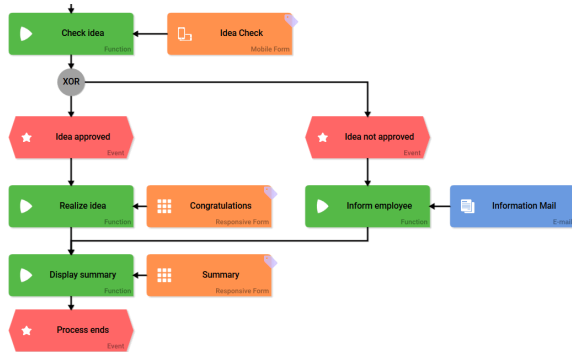 Check idea
Function
Idea Check
Mobile Form
XOR
Idea approved
Event
Idea not approved
Event
Realize idea
Function
Congratulations
Responsive Form
Inform employee
Function
Information Mail
E-mail
Display summary
Function
Summary
Responsive Form
Process ends
Event